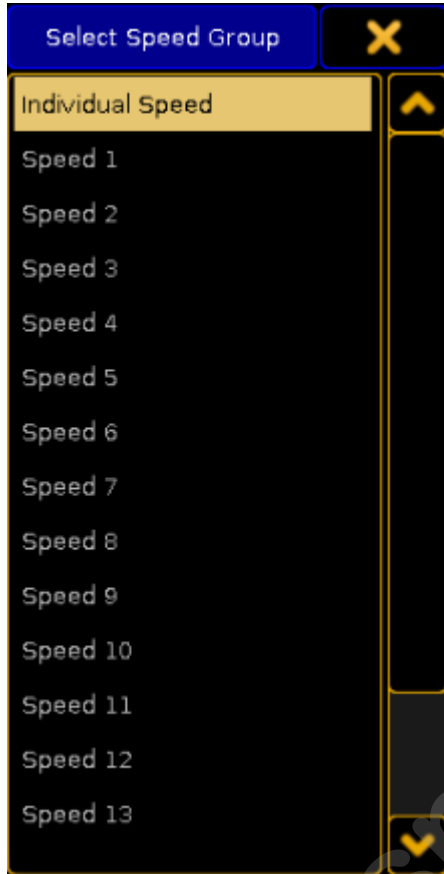 Select Speed Group
Individual Speed
Speed 1
Speed 2
Speed 3
Speed 4
Speed 5
Speed 6
Speed 7
Speed 8
Speed 9
Speed 10
Speed 11
Speed 12
Speed 13